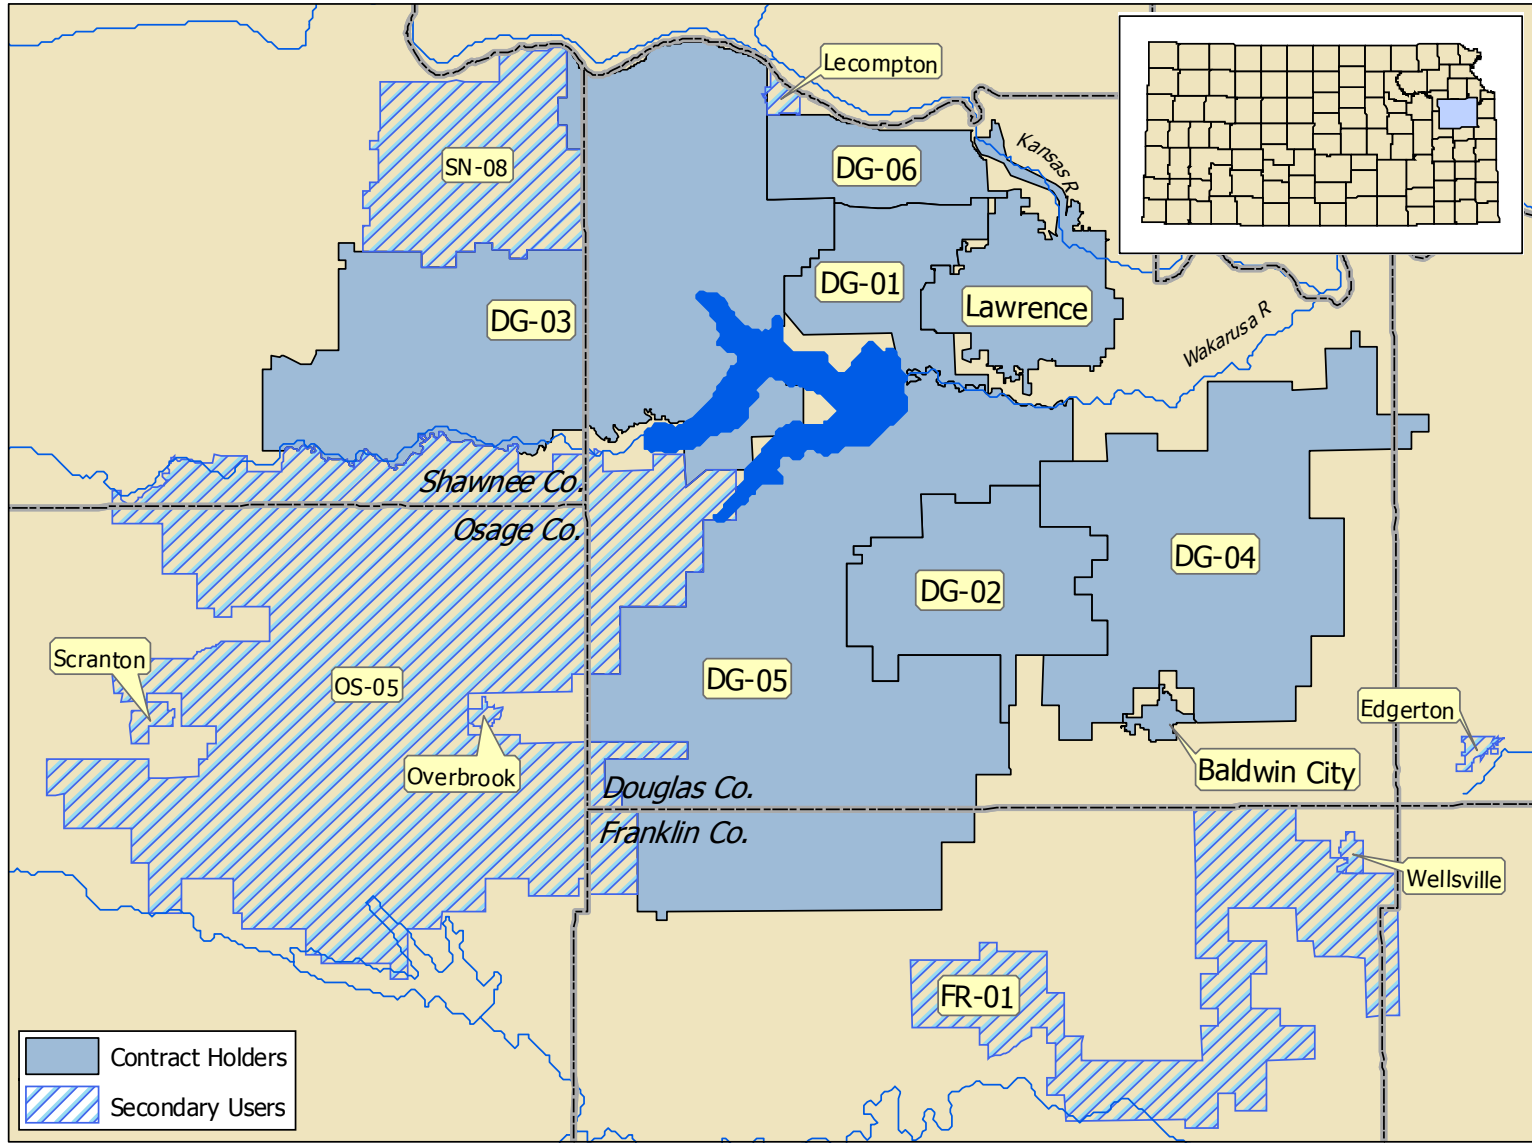 Lecompton
Kansas R
SN-08
DG-06
DG-01
Lawrence
DG-03
Wakarusa R
Shawnee Co.
Osage Co.
DG-04
DG-02
Scranton
OS-05
DG-05
Edgerton
Overbrook
Baldwin City
Douglas Co.
Franklin Co.
Wellsville
FR-01
Contract Holders
Secondary Users